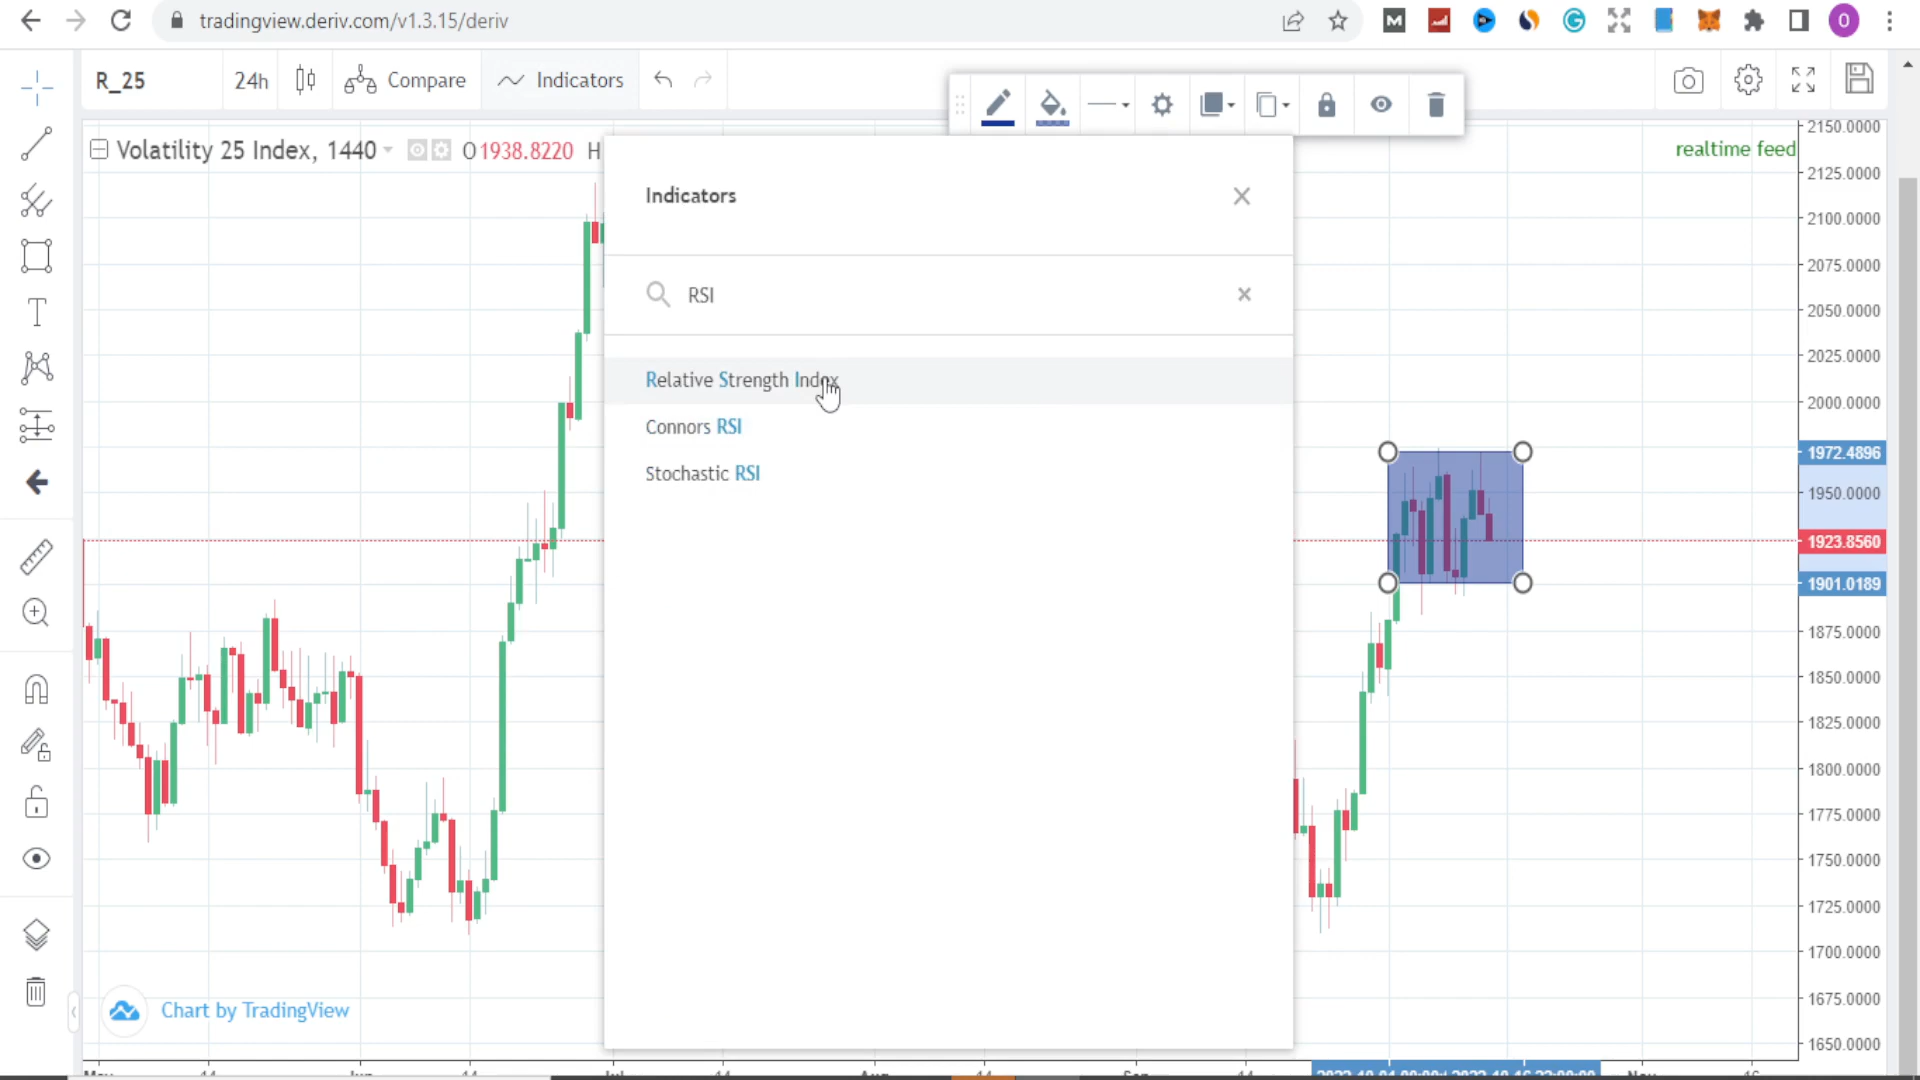 tradingview.deriv.com/v1.3.15/deriv
M
G
O
R_25
24h
Compare
Indicators
Volatility 25 Index, 1440
O1938.8220 H
realtime feed
Indicators
RSI
Relative Strength Index
Connors RSI
Stochastic RSI
2150.0000
2125.0000
2100.0000
2075.0000
2050.0000
2025.0000
2000.0000
1972.4896
1950.0000
1923.8560
1901.0189
1875.0000
1850.0000
1825.0000
1800.0000
1775.0000
1750.0000
1725.0000
1700.0000
1675.0000
1650.0000
Chart by TradingView